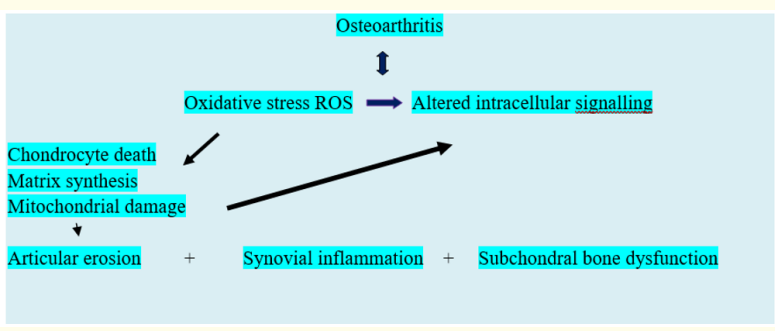 Osteoarthritis
Oxidative stress ROS Altered intracellular signalling
Chondrocyte death
Matrix synthesis
Mitochondrial damage
Articular erosion + Synovial inflammation + Subchondral bone dysfunction